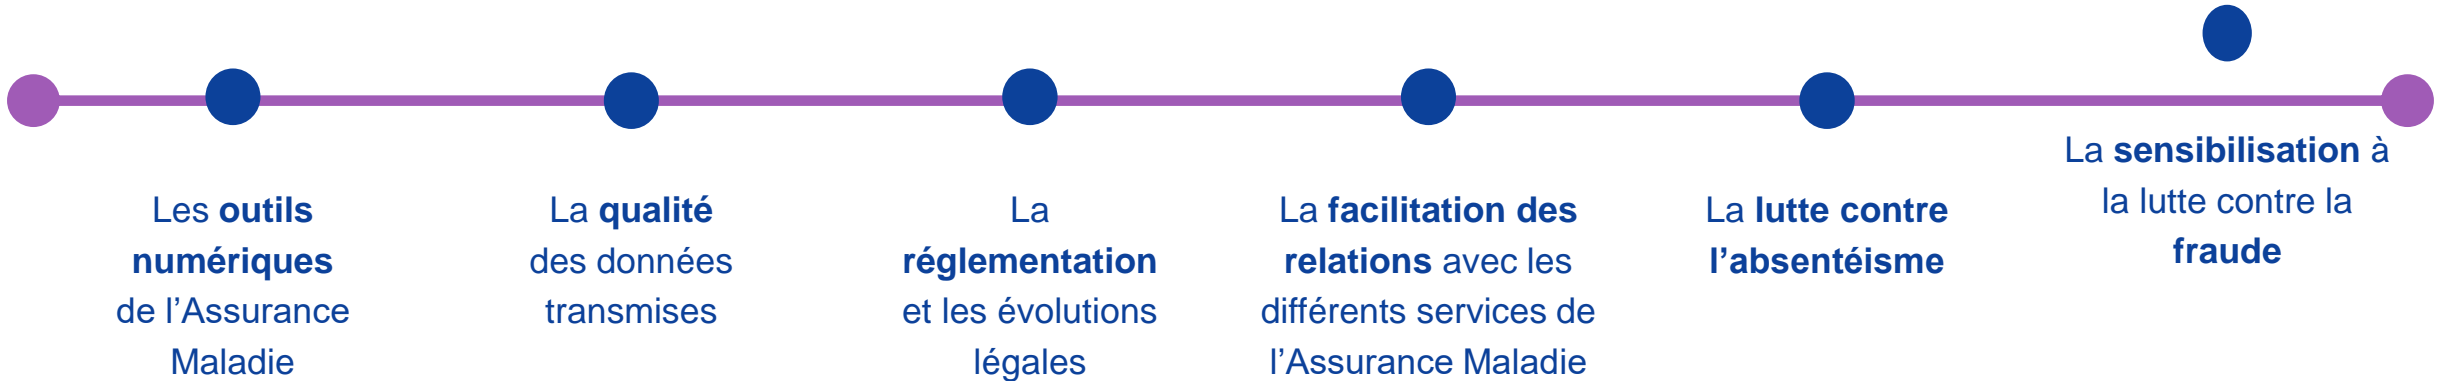 Les outils
numériques
de l’Assurance
Maladie
La qualité
des données
transmises
La
réglementation
et les évolutions
légales
La facilitation des
relations avec les
différents services de
l’Assurance Maladie
La lutte contre
l’absentéisme
La sensibilisation à
la lutte contre la
fraude